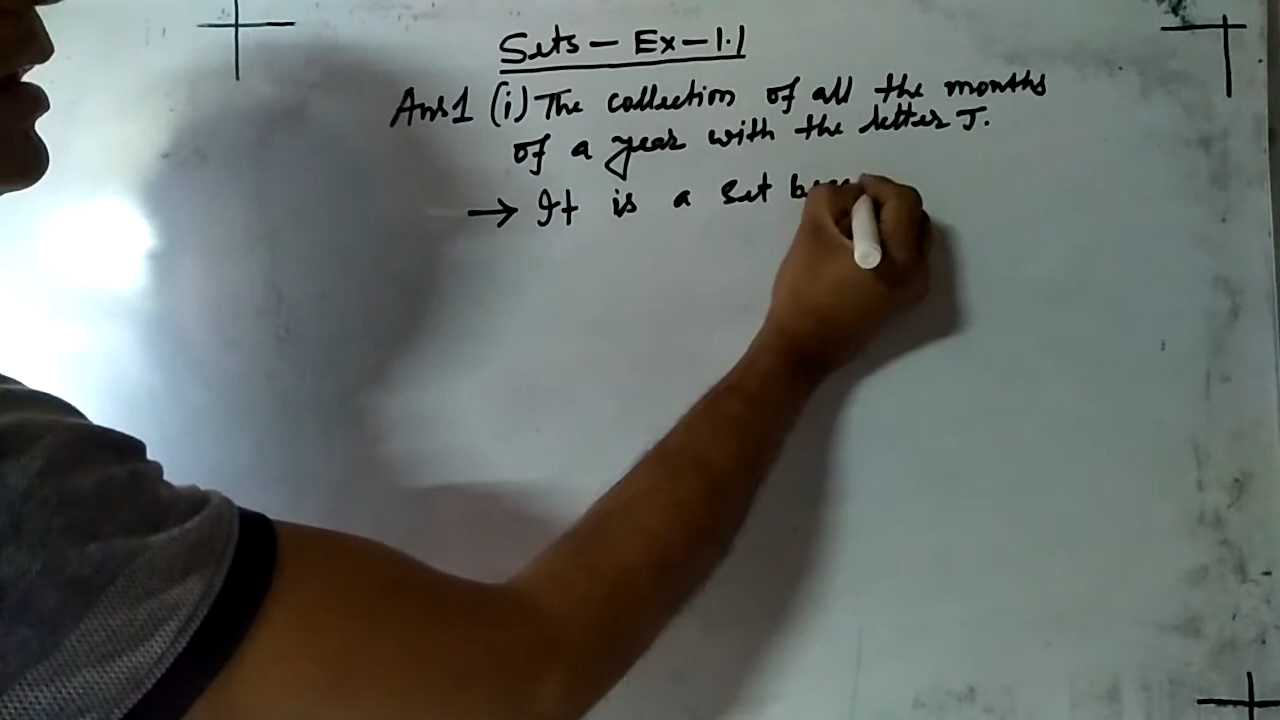 Sets - Ex - 1.1
Ans 1 (i) The collection of all the months
of a year with the letter J.
→ It is a set